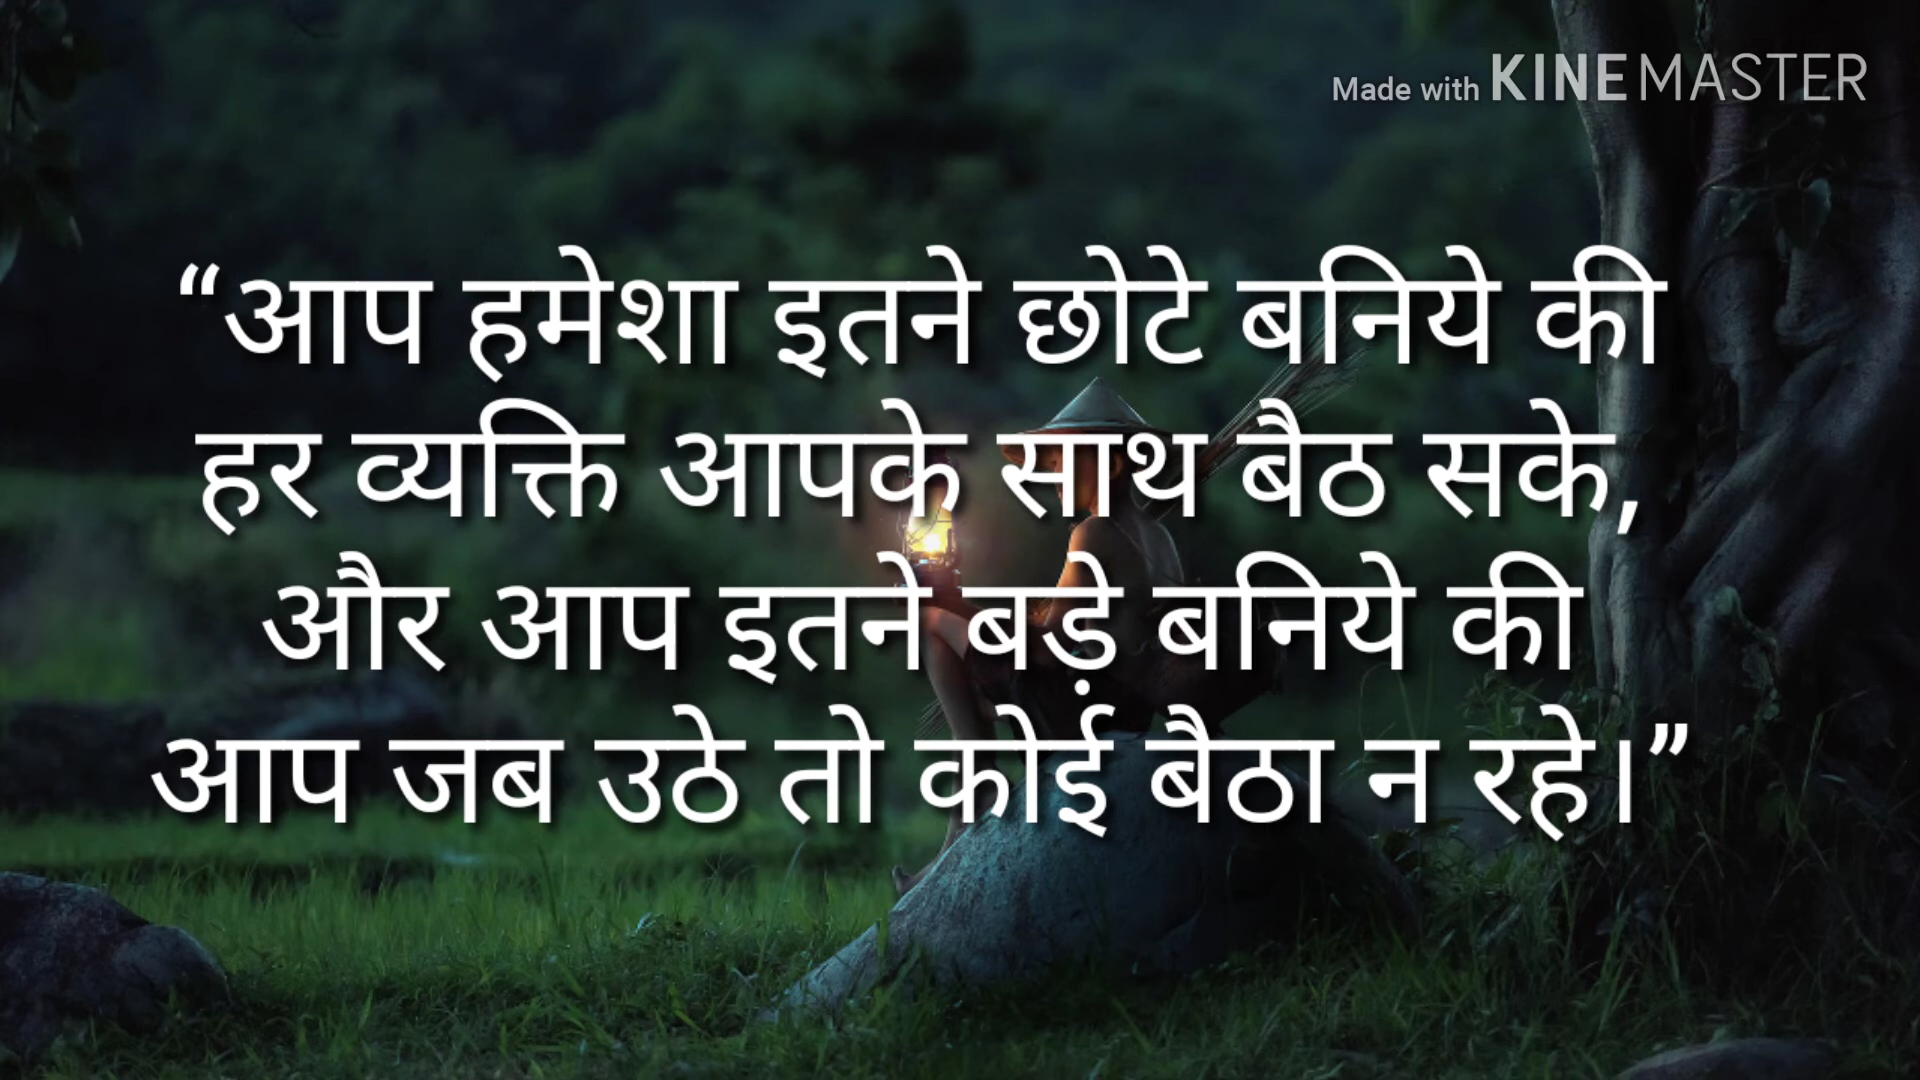 Made with KINEMASTER
“आप हमेशा इतने छोटे बनिये की
हर व्यक्ति आपके साथ बैठ सके,
और आप इतने बड़े बनिये की
आप जब उठे तो कोई बैठा न रहे।”